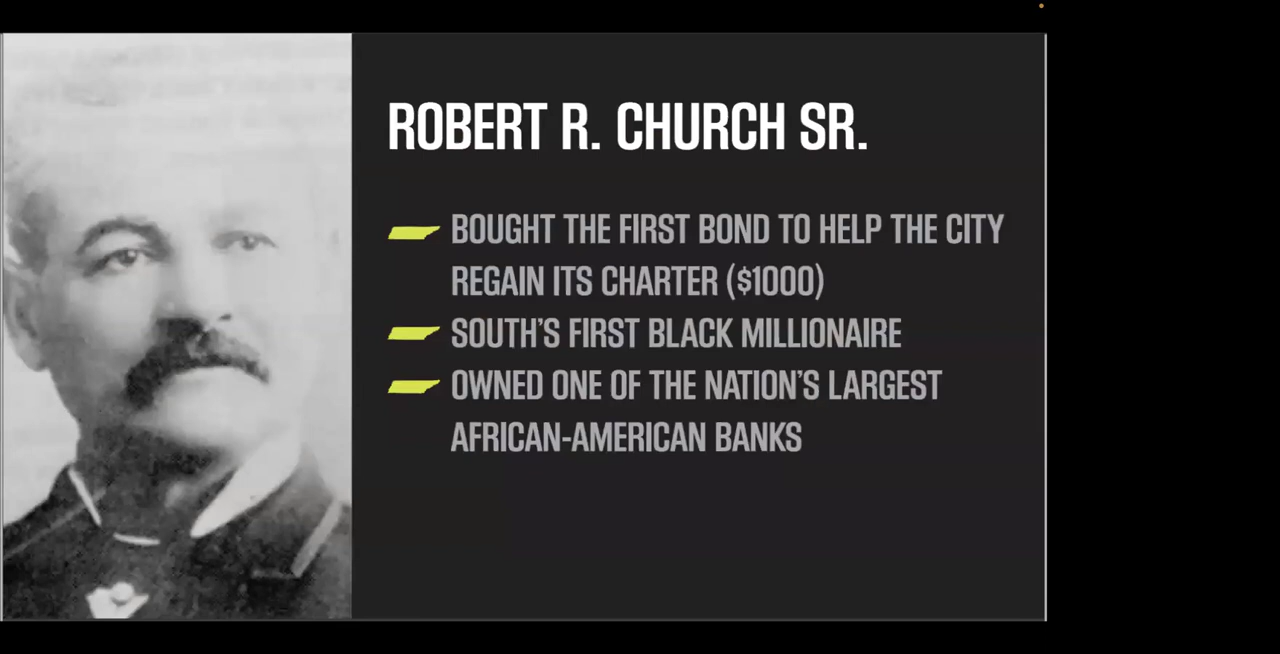 ROBERT R. CHURCH SR.
BOUGHT THE FIRST BOND TO HELP THE CITY
REGAIN ITS CHARTER ($1000)
SOUTH'S FIRST BLACK MILLIONAIRE
OWNED ONE OF THE NATION'S LARGEST
AFRICAN-AMERICAN BANKS